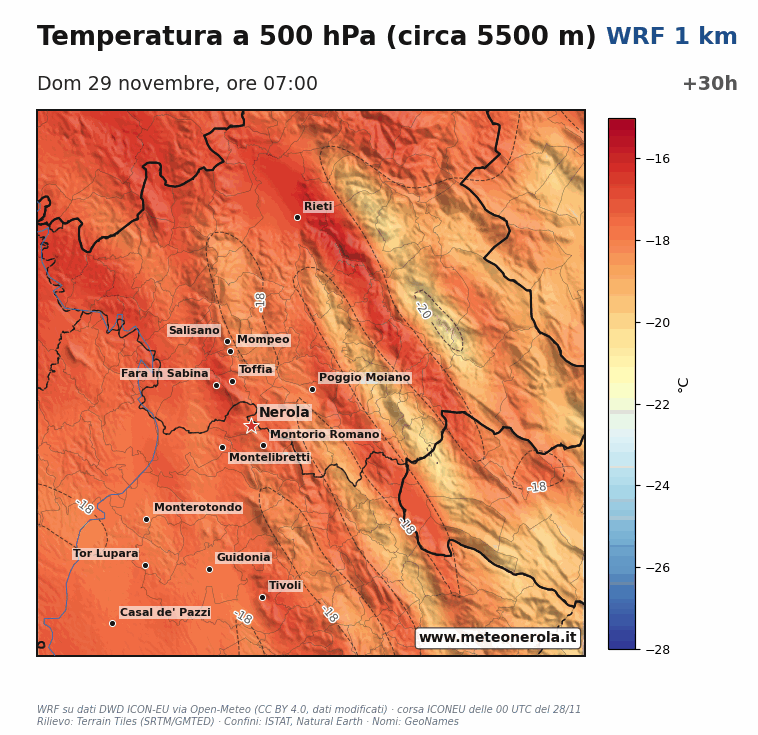 Temperatura a 500 hPa (circa 5500 m) WRF 1 km
Dom 29 novembre, ore 07:00 +30h
Rieti
-18
-20
Salisano
Mompeo
Toffia
Fara in Sabina
Poggio Moiano
Nerola
Montorio Romano
Montelibretti
-18
-18
Monterotondo
-18
Tor Lupara
Guidonia
Tivoli
Casal de' Pazzi
-18
-18
www.meteonerola.it
−16
−18
−20
−22
−24
−26
−28
°C
WRF su dati DWD ICON-EU via Open-Meteo (CC BY 4.0, dati modificati) · corsa ICONEU delle 00 UTC del 28/11
Rilievo: Terrain Tiles (SRTM/GMTED) · Confini: ISTAT, Natural Earth · Nomi: GeoNames